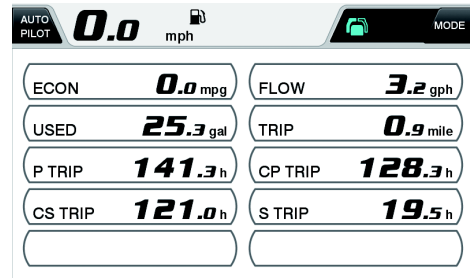 AUTO PILOT 0.0 mph MODE
ECON 0.0 mpg FLOW 3.2 gph
USED 25.3 gal TRIP 0.9 mile
P TRIP 141.3 h CP TRIP 128.3 h
CS TRIP 121.0 h S TRIP 19.5 h